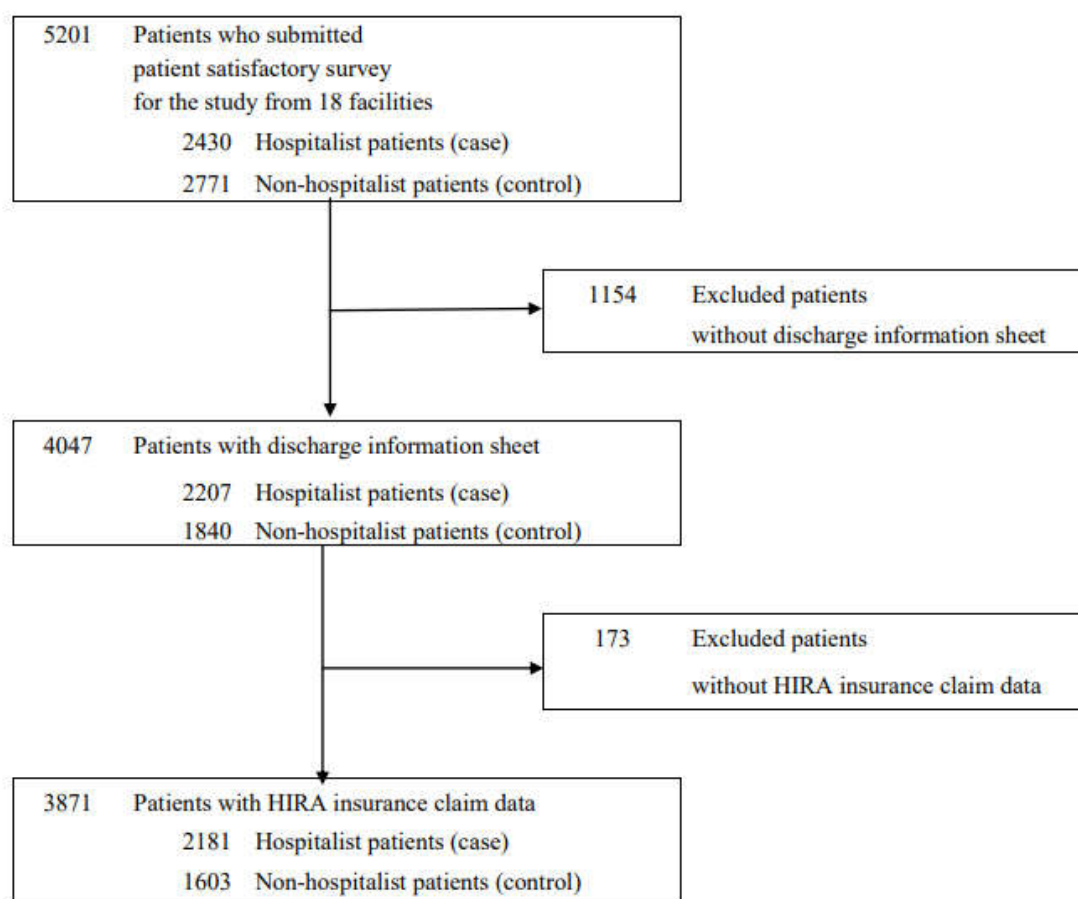 5201 Patients who submitted
patient satisfactory survey
for the study from 18 facilities
2430 Hospitalist patients (case)
2771 Non-hospitalist patients (control)
1154 Excluded patients
without discharge information sheet
4047 Patients with discharge information sheet
2207 Hospitalist patients (case)
1840 Non-hospitalist patients (control)
173 Excluded patients
without HIRA insurance claim data
3871 Patients with HIRA insurance claim data
2181 Hospitalist patients (case)
1603 Non-hospitalist patients (control)